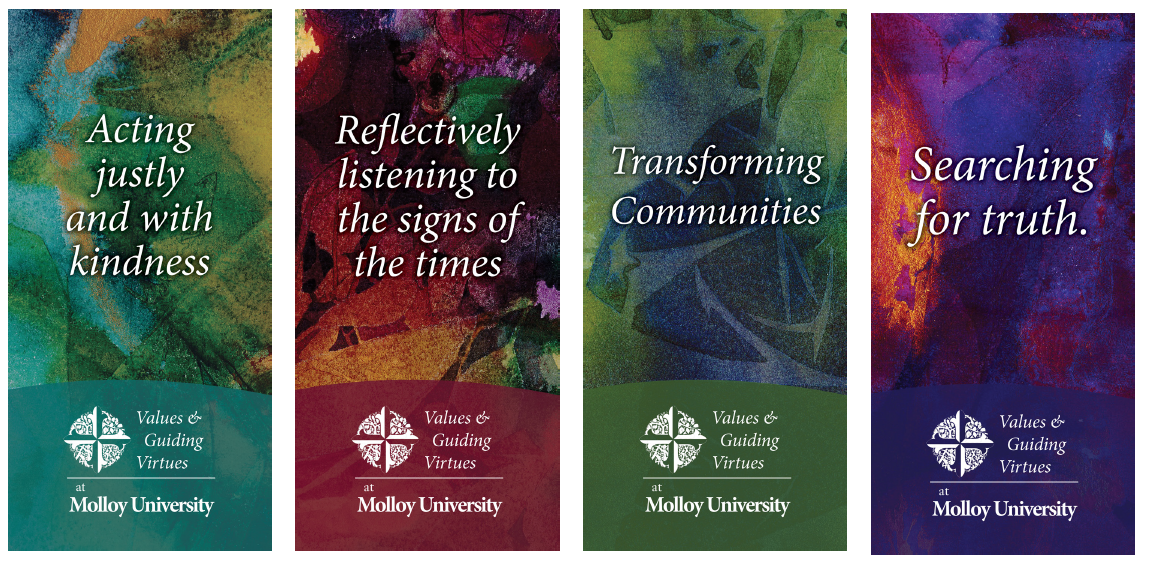 Acting
justly
and with
kindness
Values &
Guiding
Virtues
at
Molloy University
Reflectively
listening to
the signs of
the times
Values &
Guiding
Virtues
at
Molloy University
Transforming
Communities
Values &
Guiding
Virtues
at
Molloy University
Searching
for truth.
Values &
Guiding
Virtues
at
Molloy University